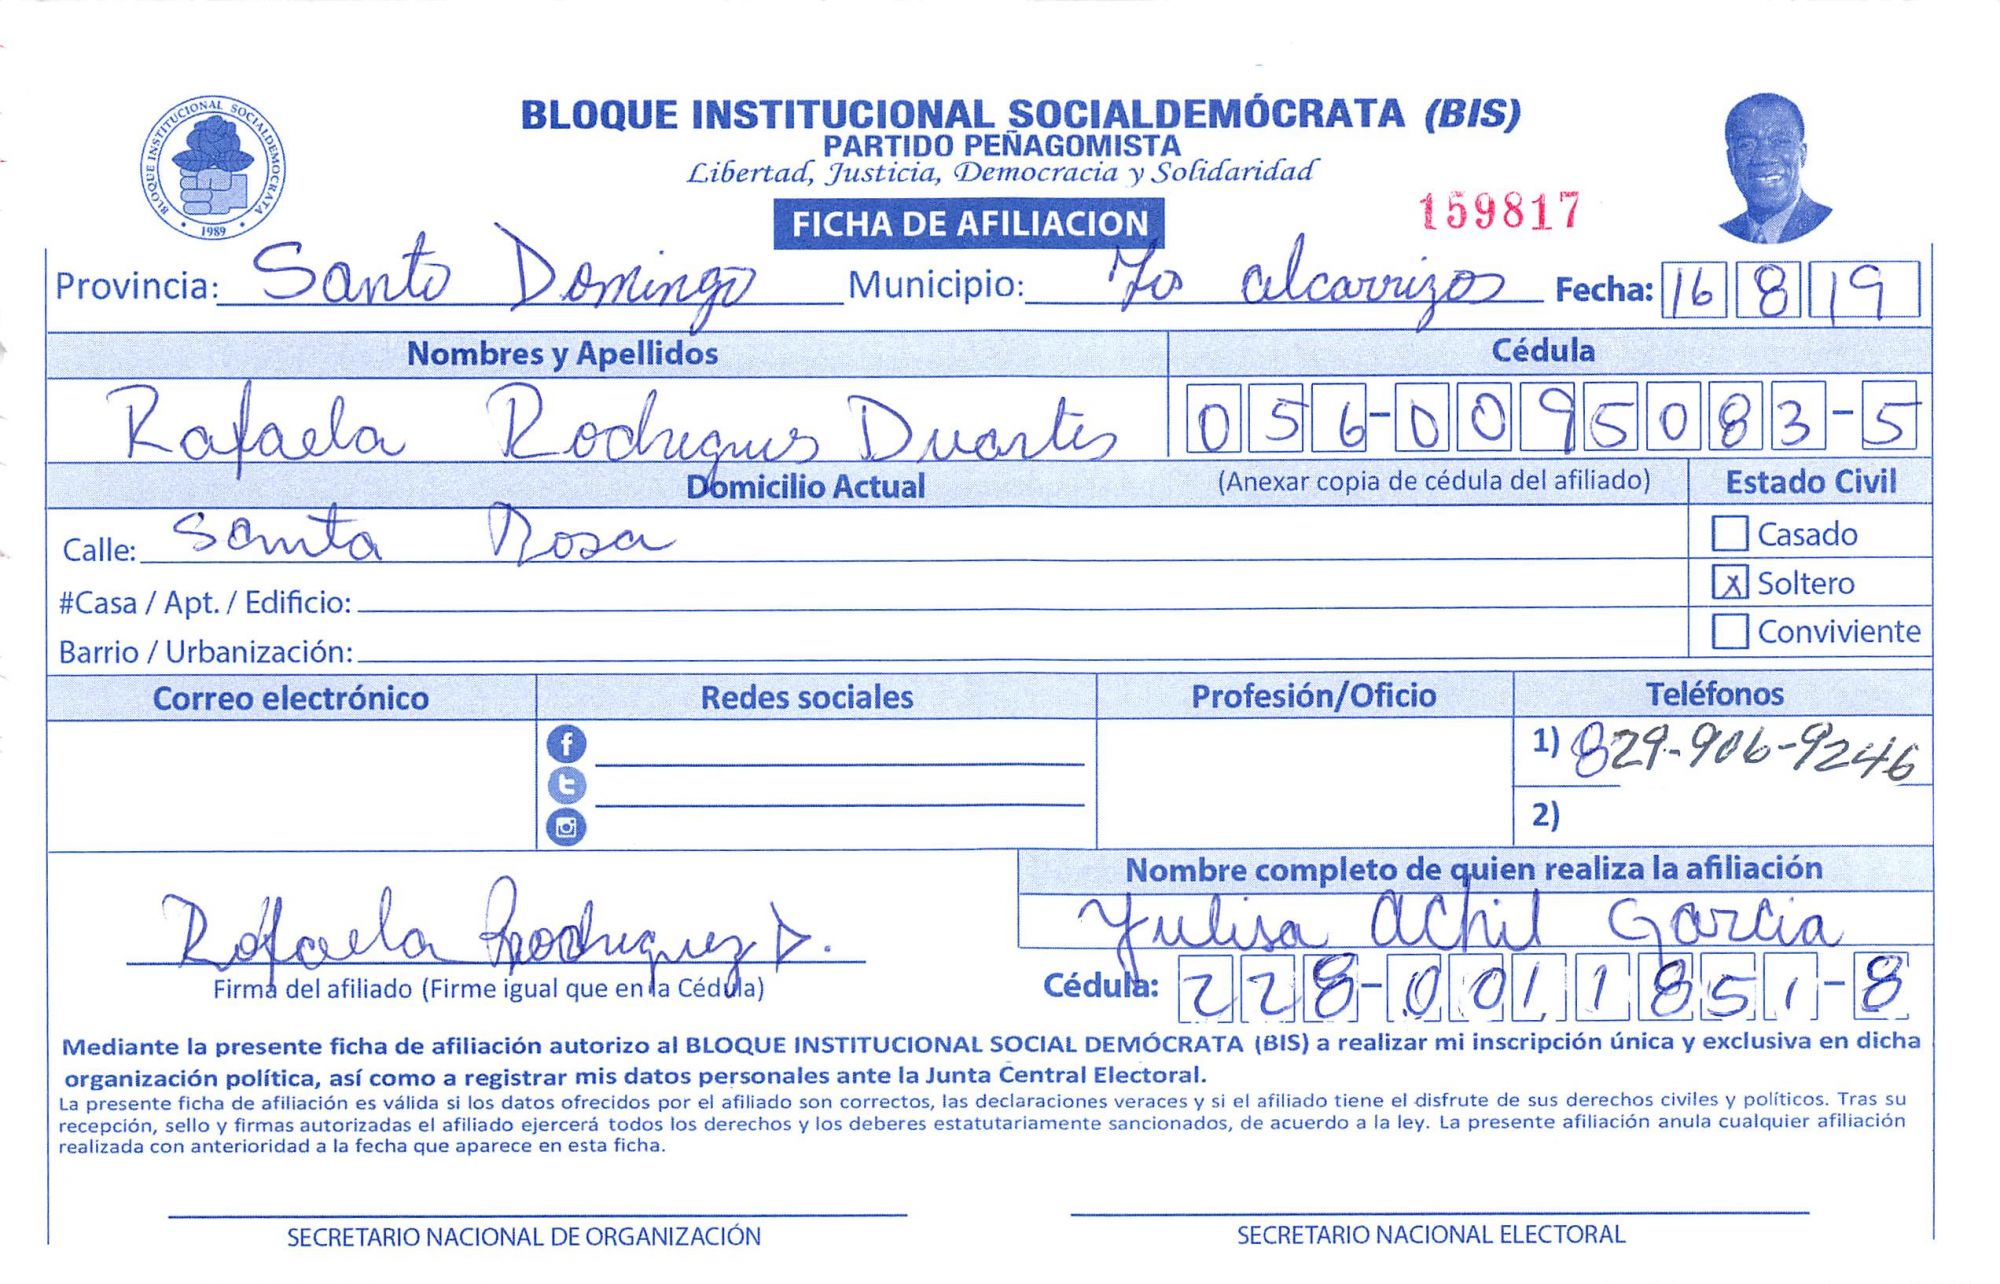 BLOQUE INSTITUCIONAL SOCIALDEMOCRATA
1989
BLOQUE INSTITUCIONAL SOCIALDEMÓCRATA (BIS)
PARTIDO PEÑAGOMISTA
Libertad, Justicia, Democracia y Solidaridad
FICHA DE AFILIACION
159817
Provincia: Santo Domingo Municipio: Los alcarrizos Fecha: 16 8 19
Nombres y Apellidos Cédula
Rafaela Rodrigues Duartes 056-0095083-5
Domicilio Actual (Anexar copia de cédula del afiliado) Estado Civil
Calle: Santa Rosa
Casado
#Casa / Apt. / Edificio:
X Soltero
Barrio / Urbanización:
Conviviente
Correo electrónico Redes sociales Profesión/Oficio Teléfonos
1) 829-906-9246
2)
Nombre completo de quien realiza la afiliación
Yulisa Achil Garcia
Rafaela Rodriguez D.
Firma del afiliado (Firme igual que en la Cédula)
Cédula: 228-0011851-8
Mediante la presente ficha de afiliación autorizo al BLOQUE INSTITUCIONAL SOCIAL DEMÓCRATA (BIS) a realizar mi inscripción única y exclusiva en dicha
organización política, así como a registrar mis datos personales ante la Junta Central Electoral.
La presente ficha de afiliación es válida si los datos ofrecidos por el afiliado son correctos, las declaraciones veraces y si el afiliado tiene el disfrute de sus derechos civiles y políticos. Tras su
recepción, sello y firmas autorizadas el afiliado ejercerá todos los derechos y los deberes estatutariamente sancionados, de acuerdo a la ley. La presente afiliación anula cualquier afiliación
realizada con anterioridad a la fecha que aparece en esta ficha.
SECRETARIO NACIONAL DE ORGANIZACIÓN SECRETARIO NACIONAL ELECTORAL